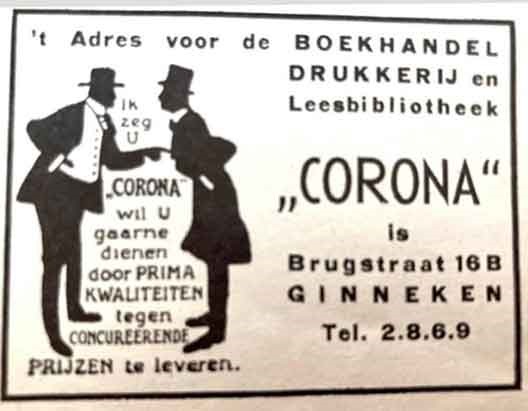 't Adres voor de BOEKHANDEL
DRUKKERIJ en
Leesbibliotheek
„CORONA“
is
Brugstraat 16B
GINNEKEN
Tel. 2.8.6.9
ik
zeg
U
„CORONA“
wil U
gaarne
dienen
door PRIMA
KWALITEITEN
tegen
CONCUREERENDE
PRIJZEN te leveren.